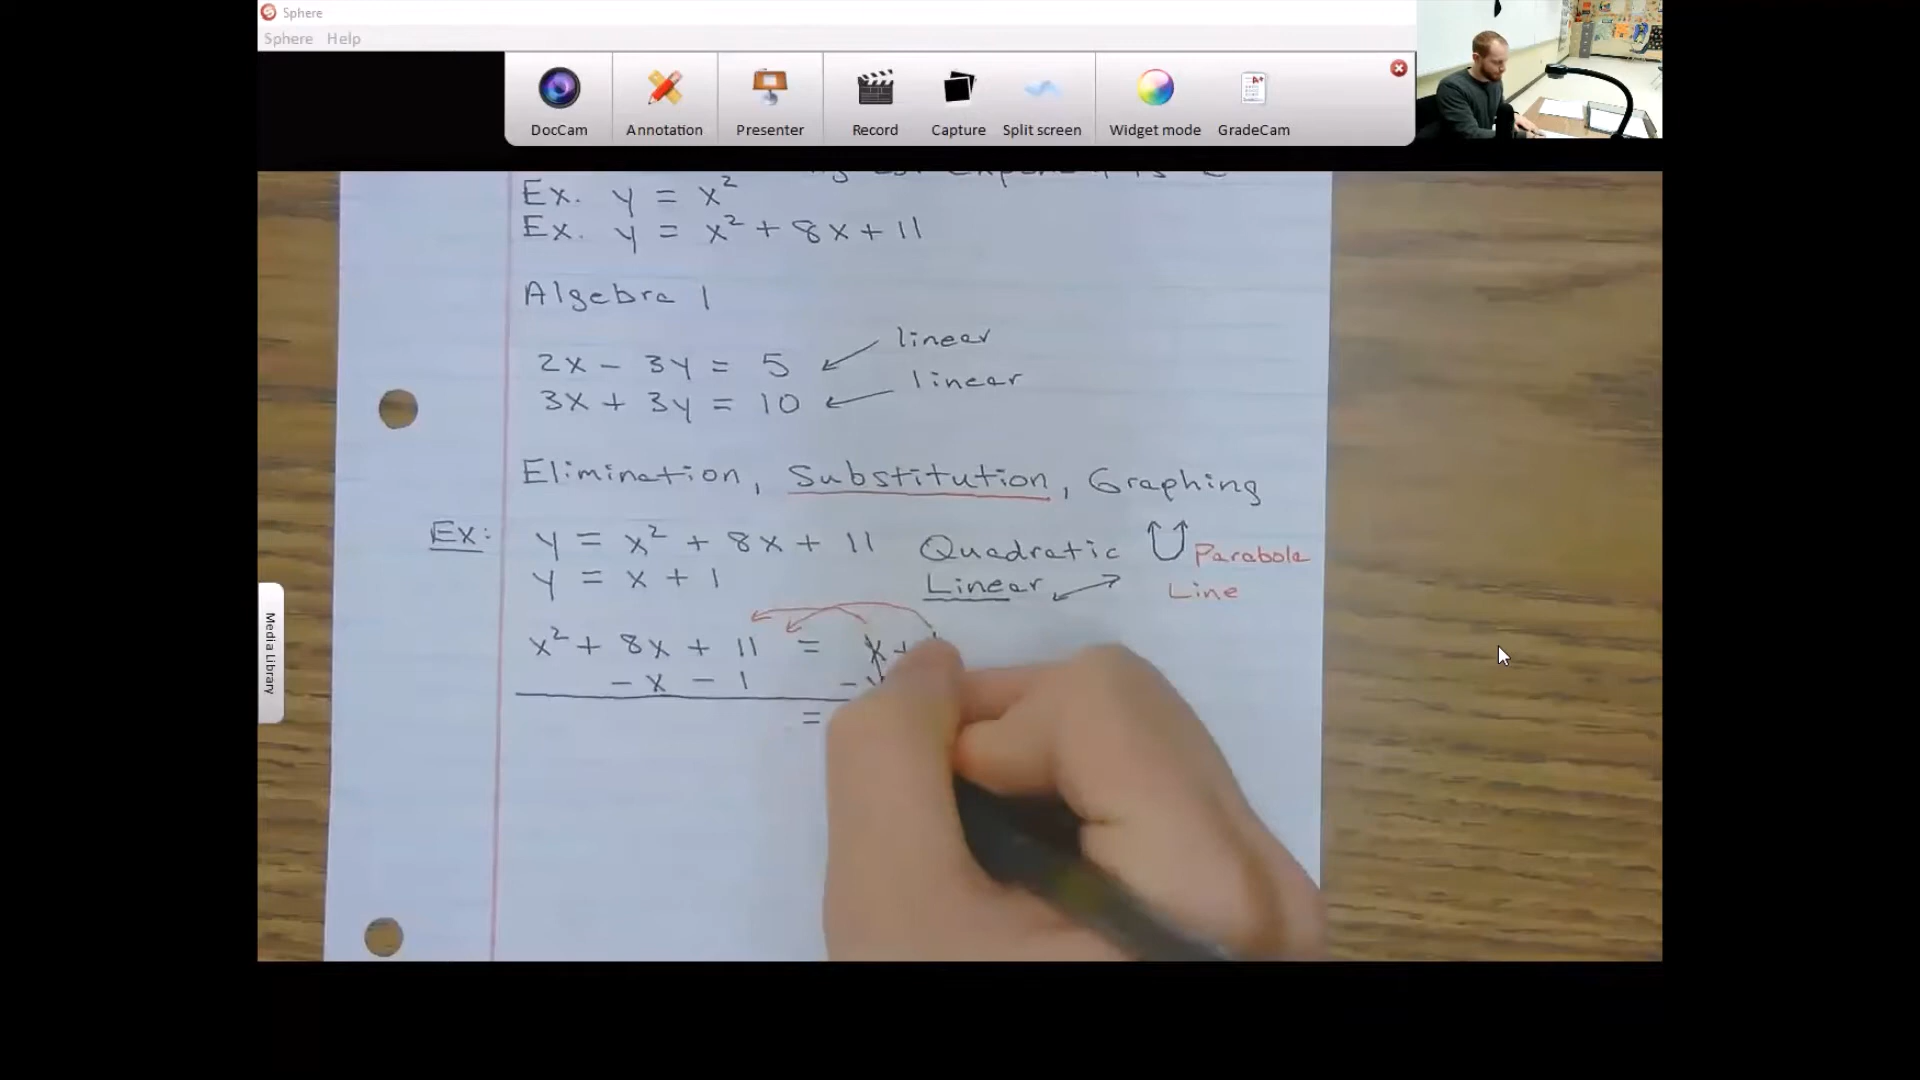 Sphere
Sphere Help
DocCam Annotation Presenter Record Capture Split screen Widget mode GradeCam
Media Library
Ex. y = x²
Ex. y = x² + 8x + 11
Algebra 1
2x - 3y = 5 linear
3x + 3y = 10 linear
Elimination, Substitution, Graphing
Ex: y = x² + 8x + 11 Quadratic Parabola
y = x + 1 Linear Line
x² + 8x + 11 = x +
- x - 1 -
=